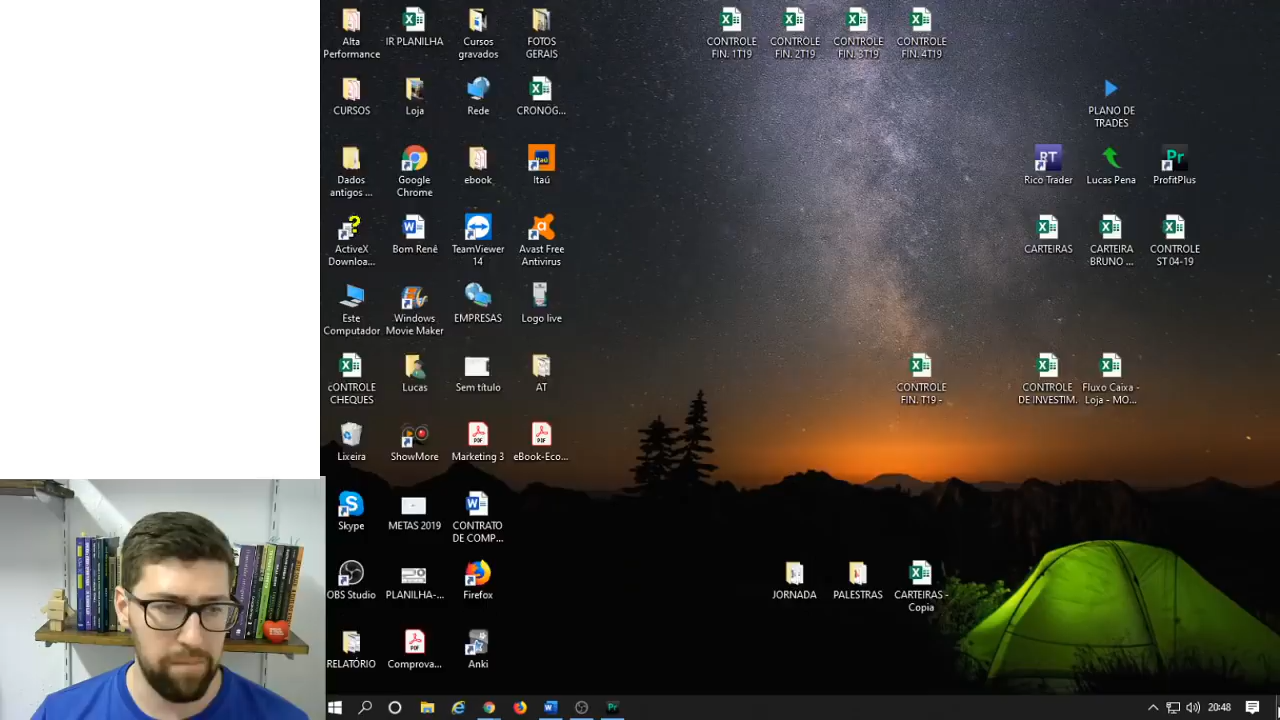 Alta
Performance
IR PLANILHA
Cursos
gravados
FOTOS
GERAIS
CONTROLE
FIN. 1T19
CONTROLE
FIN. 2T19
CONTROLE
FIN. 3T19
CONTROLE
FIN. 4T19
CURSOS
Loja
Rede
CRONOG...
PLANO DE
TRADES
Dados
antigos ...
Google
Chrome
ebook
Itaú
Rico Trader
Lucas Pena
ProfitPlus
ActiveX
Downloa...
Bom Renê
TeamViewer
14
Avast Free
Antivirus
CARTEIRAS
CARTEIRA
BRUNO ...
CONTROLE
ST 04-19
Este
Computador
Windows
Movie Maker
EMPRESAS
Logo live
cONTROLE
CHEQUES
Lucas
Sem título
AT
CONTROLE
FIN. T19 -
CONTROLE
DE INVESTIM.
Fluxo Caixa -
Loja - MO...
Lixeira
ShowMore
Marketing 3
eBook-Eco...
Skype
METAS 2019
CONTRATO
DE COMP...
OBS Studio
PLANILHA-...
Firefox
JORNADA
PALESTRAS
CARTEIRAS -
Copia
RELATÓRIO
Comprova...
Anki
20:48